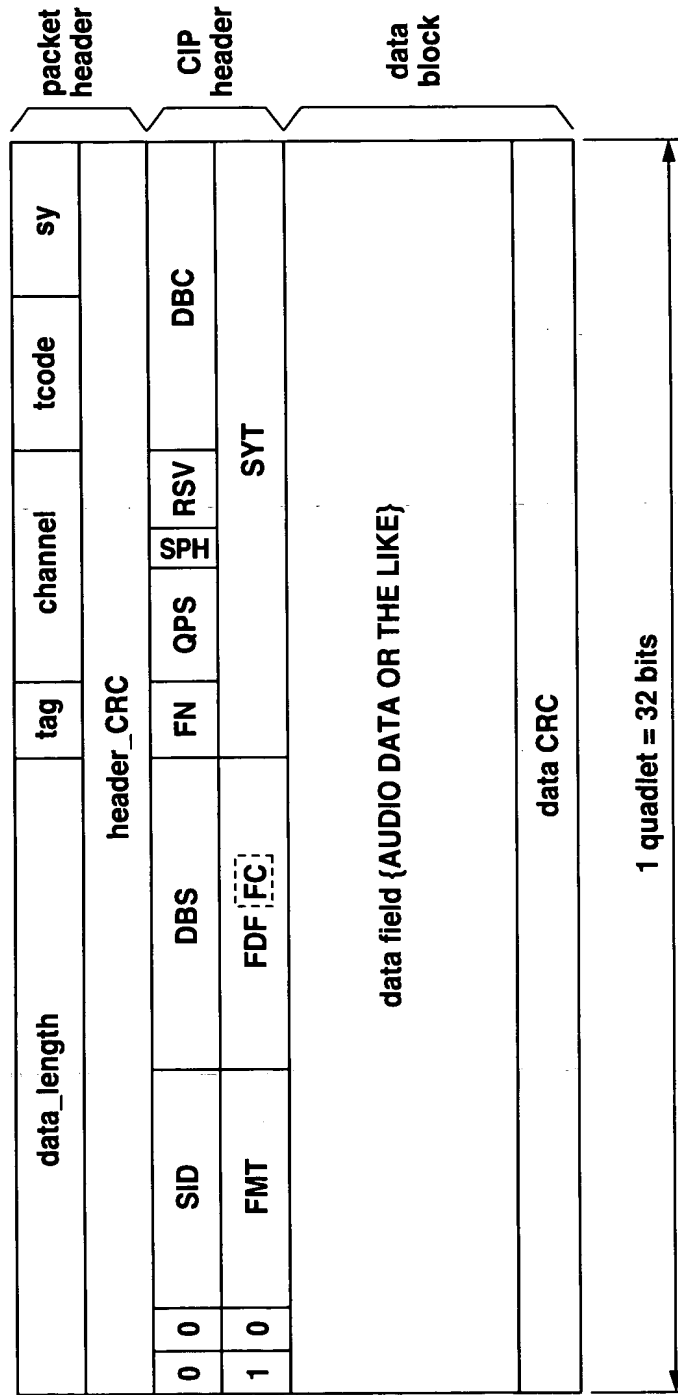 data_length tag channel tcode sy
packet
header
header_CRC
0 0 SID DBS FN QPS SPH RSV DBC
CIP
header
1 0 FMT FDF FC SYT
data field {AUDIO DATA OR THE LIKE}
data
block
data CRC
1 quadlet = 32 bits